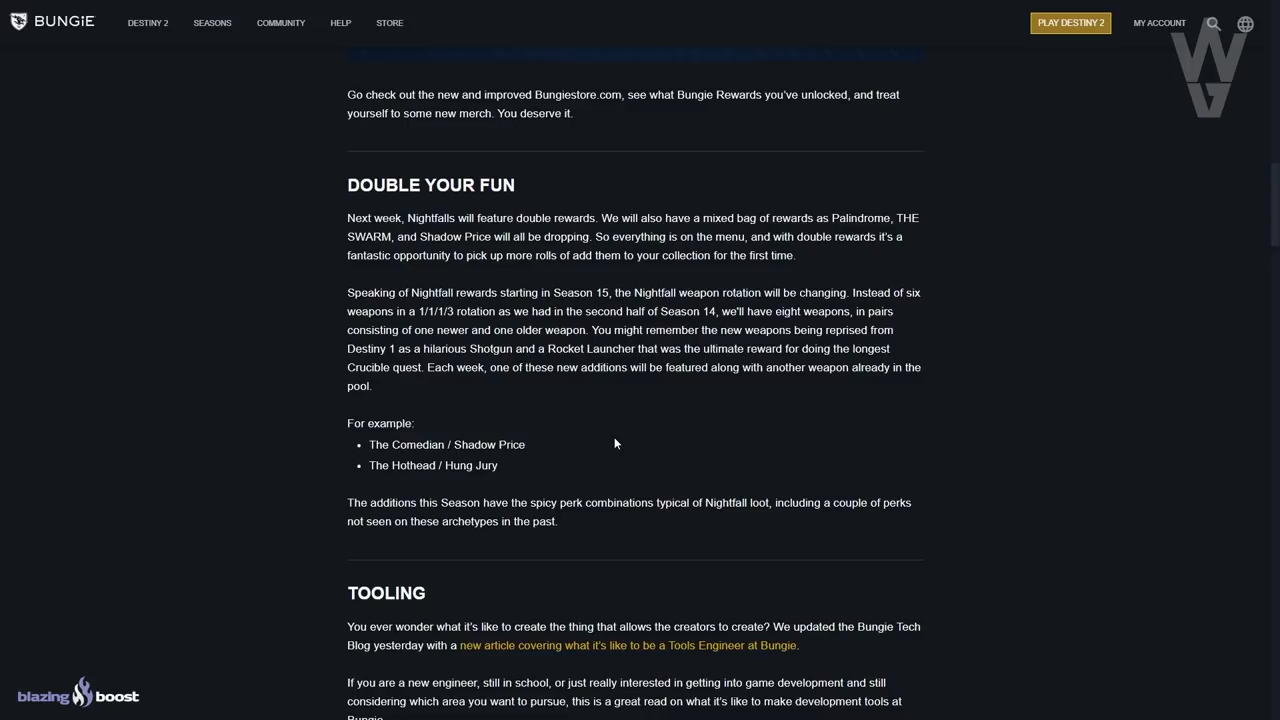 BUNGiE DESTINY 2 SEASONS COMMUNITY HELP STORE PLAY DESTINY 2 MY ACCOUNT
WG
Go check out the new and improved Bungiestore.com, see what Bungie Rewards you've unlocked, and treat
yourself to some new merch. You deserve it.
DOUBLE YOUR FUN
Next week, Nightfalls will feature double rewards. We will also have a mixed bag of rewards as Palindrome, THE
SWARM, and Shadow Price will all be dropping. So everything is on the menu, and with double rewards it's a
fantastic opportunity to pick up more rolls of add them to your collection for the first time.
Speaking of Nightfall rewards starting in Season 15, the Nightfall weapon rotation will be changing. Instead of six
weapons in a 1/1/1/3 rotation as we had in the second half of Season 14, we'll have eight weapons, in pairs
consisting of one newer and one older weapon. You might remember the new weapons being reprised from
Destiny 1 as a hilarious Shotgun and a Rocket Launcher that was the ultimate reward for doing the longest
Crucible quest. Each week, one of these new additions will be featured along with another weapon already in the
pool.
For example:
• The Comedian / Shadow Price
• The Hothead / Hung Jury
The additions this Season have the spicy perk combinations typical of Nightfall loot, including a couple of perks
not seen on these archetypes in the past.
TOOLING
You ever wonder what it's like to create the thing that allows the creators to create? We updated the Bungie Tech
Blog yesterday with a new article covering what it's like to be a Tools Engineer at Bungie.
If you are a new engineer, still in school, or just really interested in getting into game development and still
considering which area you want to pursue, this is a great read on what it's like to make development tools at
Bungie.
blazing boost